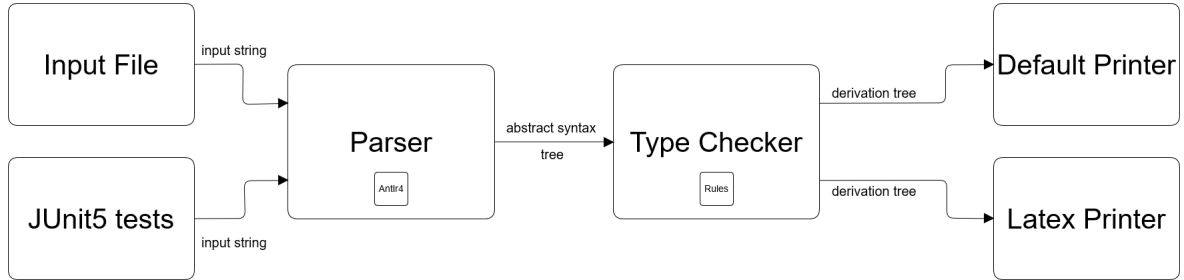 Input File
input string
JUnit5 tests
input string
Parser
Antlr4
abstract syntax
tree
Type Checker
Rules
derivation tree
derivation tree
Default Printer
Latex Printer